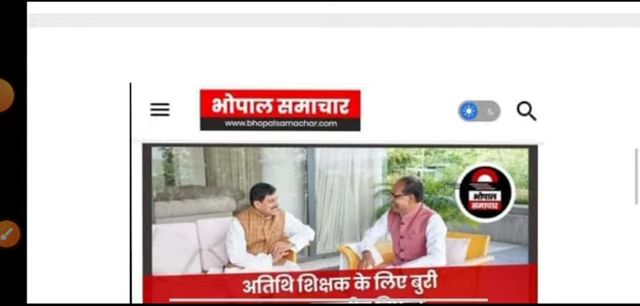 भोपाल समाचार
www.bhopalsamachar.com
भोपाल
समाचार
अतिथि शिक्षक के लिए बुरी